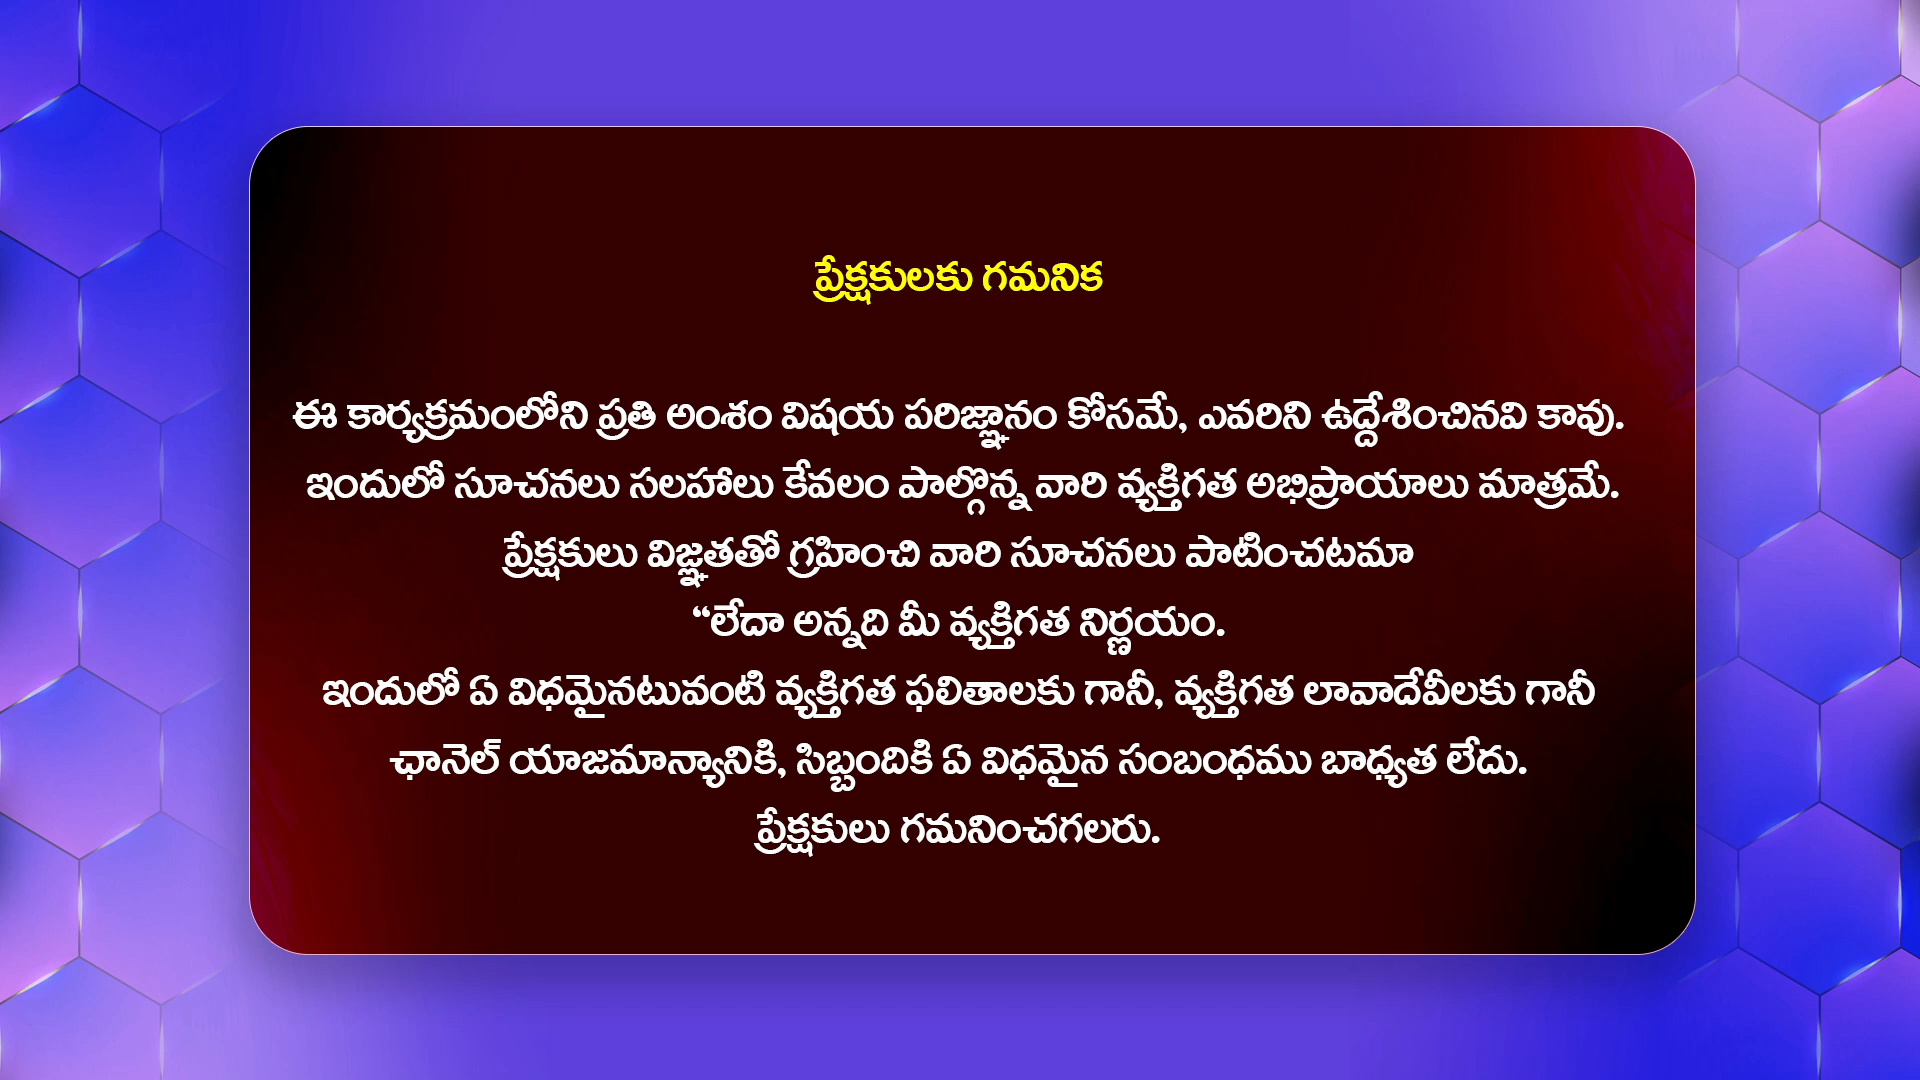 ప్రేక్షకులకు గమనిక
ఈ కార్యక్రమంలోని ప్రతి అంశం విషయ పరిజ్ఞానం కోసమే, ఎవరిని ఉద్దేశించినవి కావు.
ఇందులో సూచనలు సలహాలు కేవలం పాల్గొన్న వారి వ్యక్తిగత అభిప్రాయాలు మాత్రమే.
ప్రేక్షకులు విజ్ఞతతో గ్రహించి వారి సూచనలు పాటించటమా
“లేదా అన్నది మీ వ్యక్తిగత నిర్ణయం.
ఇందులో ఏ విధమైనటువంటి వ్యక్తిగత ఫలితాలకు గానీ, వ్యక్తిగత లావాదేవీలకు గానీ
ఛానెల్ యాజమాన్యానికి, సిబ్బందికి ఏ విధమైన సంబంధము బాధ్యత లేదు.
ప్రేక్షకులు గమనించగలరు.